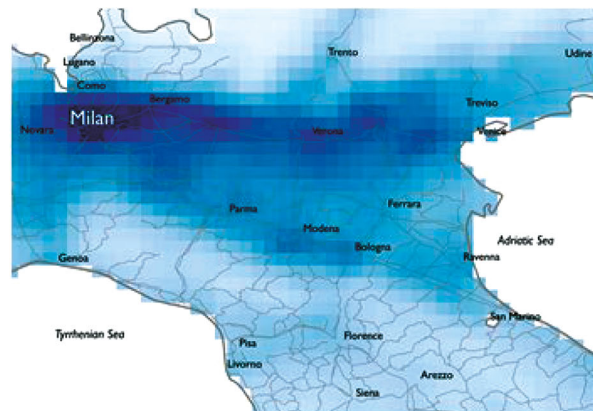 Bellinzona
Trento
Udine
Lugano
Como
Bergamo
Treviso
Milan
Novara
Verona
Venice
Parma
Ferrara
Modena
Bologna
Adriatic Sea
Genoa
Ravenna
San Marino
Tyrrhenian Sea
Pisa
Florence
Livorno
Arezzo
Siena